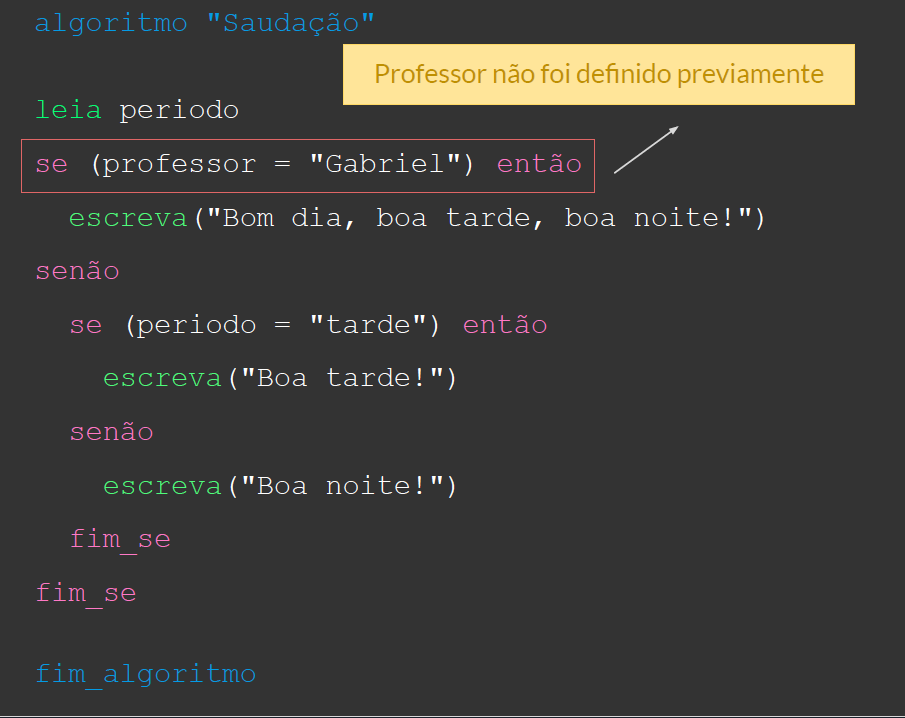 algoritmo "Saudação"
Professor não foi definido previamente
leia periodo
se (professor = "Gabriel") então
escreva("Bom dia, boa tarde, boa noite!")
senão
se (periodo = "tarde") então
escreva("Boa tarde!")
senão
escreva("Boa noite!")
fim_se
fim_se
fim_algoritmo